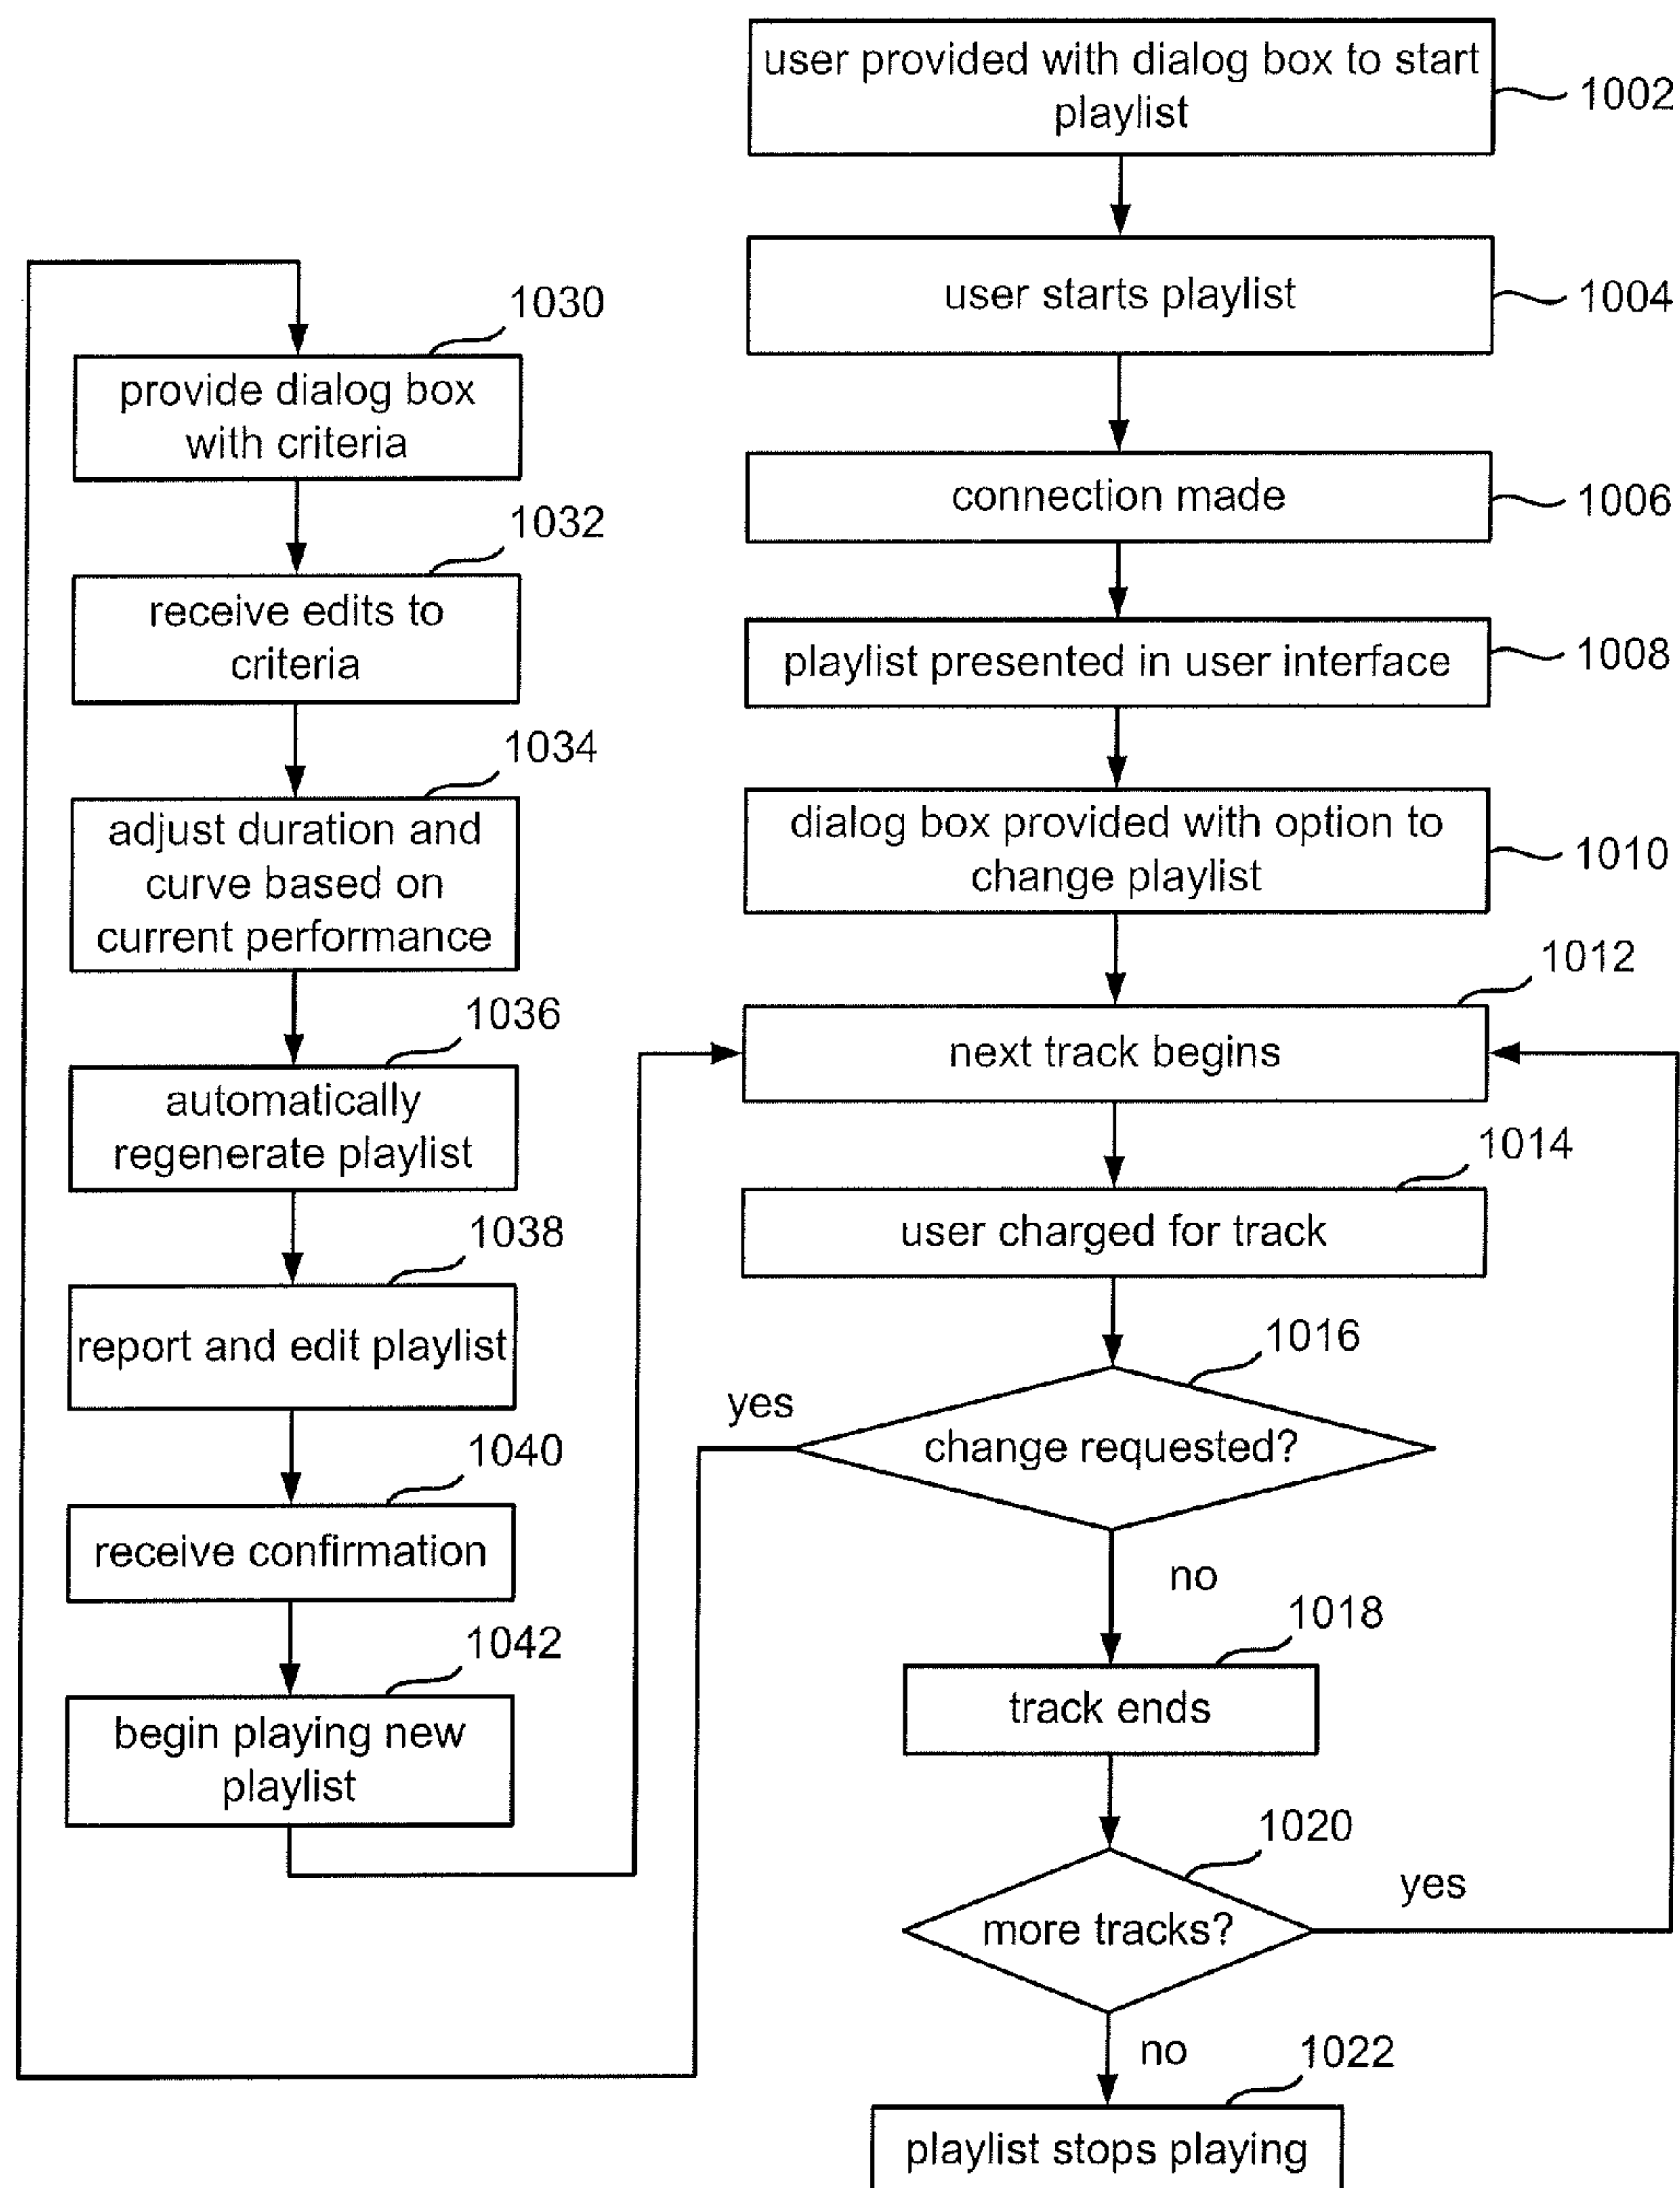 user provided with dialog box to start
playlist
1002
user starts playlist
1004
connection made
1006
playlist presented in user interface
1008
dialog box provided with option to
change playlist
1010
1012
next track begins
1014
user charged for track
1016
change requested?
yes
no
1018
track ends
1020
more tracks?
yes
no
1022
playlist stops playing
1030
provide dialog box
with criteria
1032
receive edits to
criteria
1034
adjust duration and
curve based on
current performance
1036
automatically
regenerate playlist
1038
report and edit playlist
1040
receive confirmation
1042
begin playing new
playlist